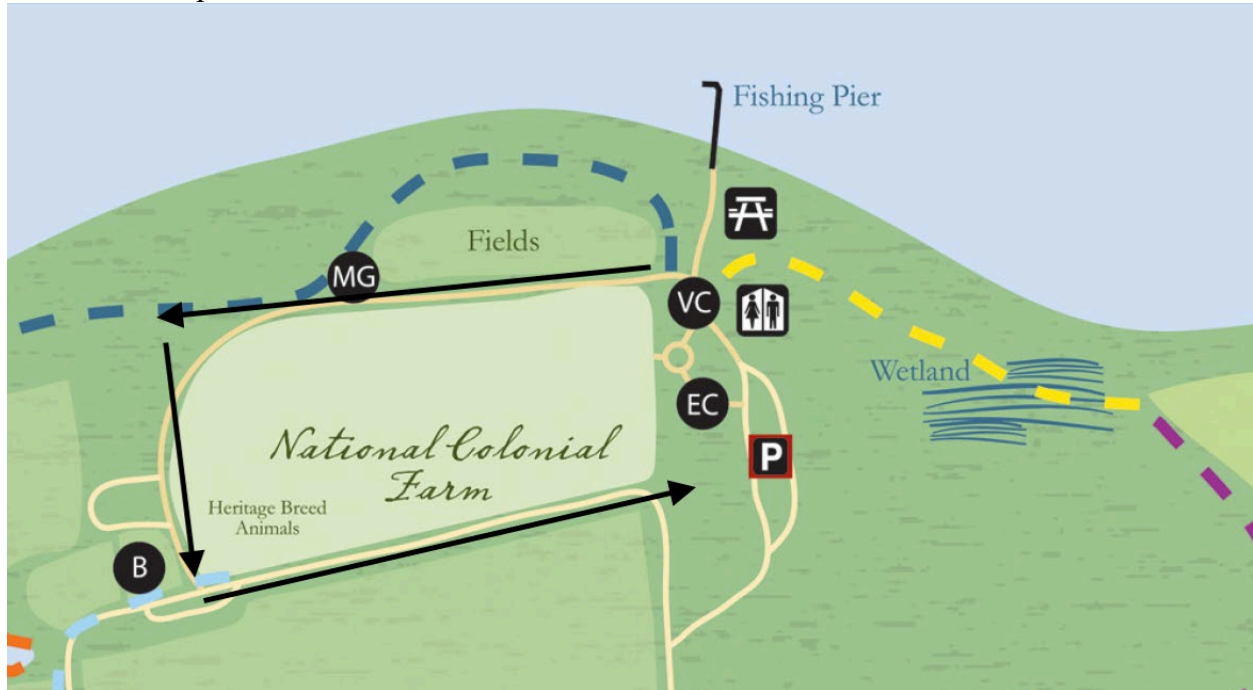 Fishing Pier
Fields
MG
VC
Wetland
EC
National Colonial
Farm
P
Heritage Breed
Animals
B